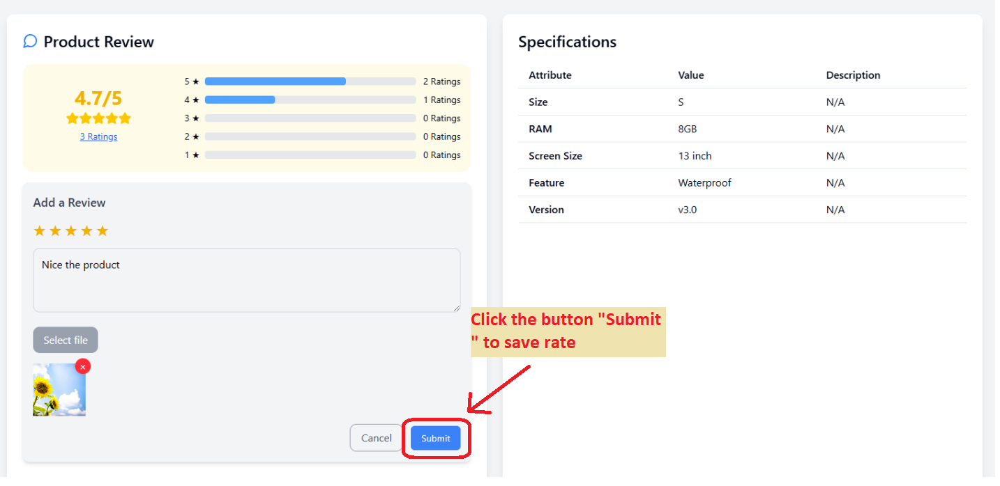 Product Review
4.7/5
3 Ratings
5 ★ 2 Ratings
4 ★ 1 Ratings
3 ★ 0 Ratings
2 ★ 0 Ratings
1 ★ 0 Ratings
Add a Review
Nice the product
Select file
Cancel
Submit
Click the button "Submit
" to save rate
Specifications
Attribute Value Description
Size S N/A
RAM 8GB N/A
Screen Size 13 inch N/A
Feature Waterproof N/A
Version v3.0 N/A